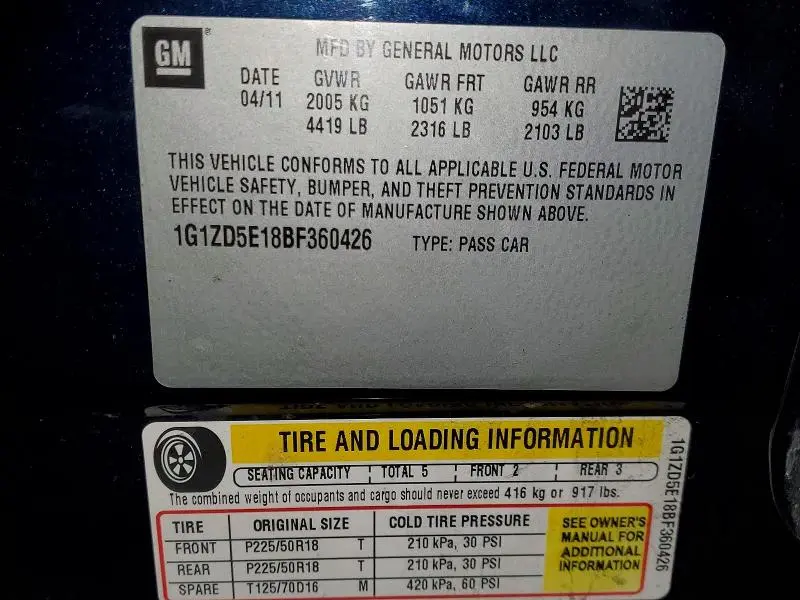 GM
MFD BY GENERAL MOTORS LLC
DATE GVWR GAWR FRT GAWR RR
04/11 2005 KG 1051 KG 954 KG
4419 LB 2316 LB 2103 LB
THIS VEHICLE CONFORMS TO ALL APPLICABLE U.S. FEDERAL MOTOR
VEHICLE SAFETY, BUMPER, AND THEFT PREVENTION STANDARDS IN
EFFECT ON THE DATE OF MANUFACTURE SHOWN ABOVE.
1G1ZD5E18BF360426 TYPE: PASS CAR
TIRE AND LOADING INFORMATION
SEATING CAPACITY TOTAL 5 FRONT 2 REAR 3
The combined weight of occupants and cargo should never exceed 416 kg or 917 lbs.
TIRE ORIGINAL SIZE COLD TIRE PRESSURE
FRONT P225/50R18 T 210 kPa, 30 PSI
REAR P225/50R18 T 210 kPa, 30 PSI
SPARE T125/70D16 M 420 kPa, 60 PSI
SEE OWNER'S
MANUAL FOR
ADDITIONAL
INFORMATION
1G1ZD5E18BF360426